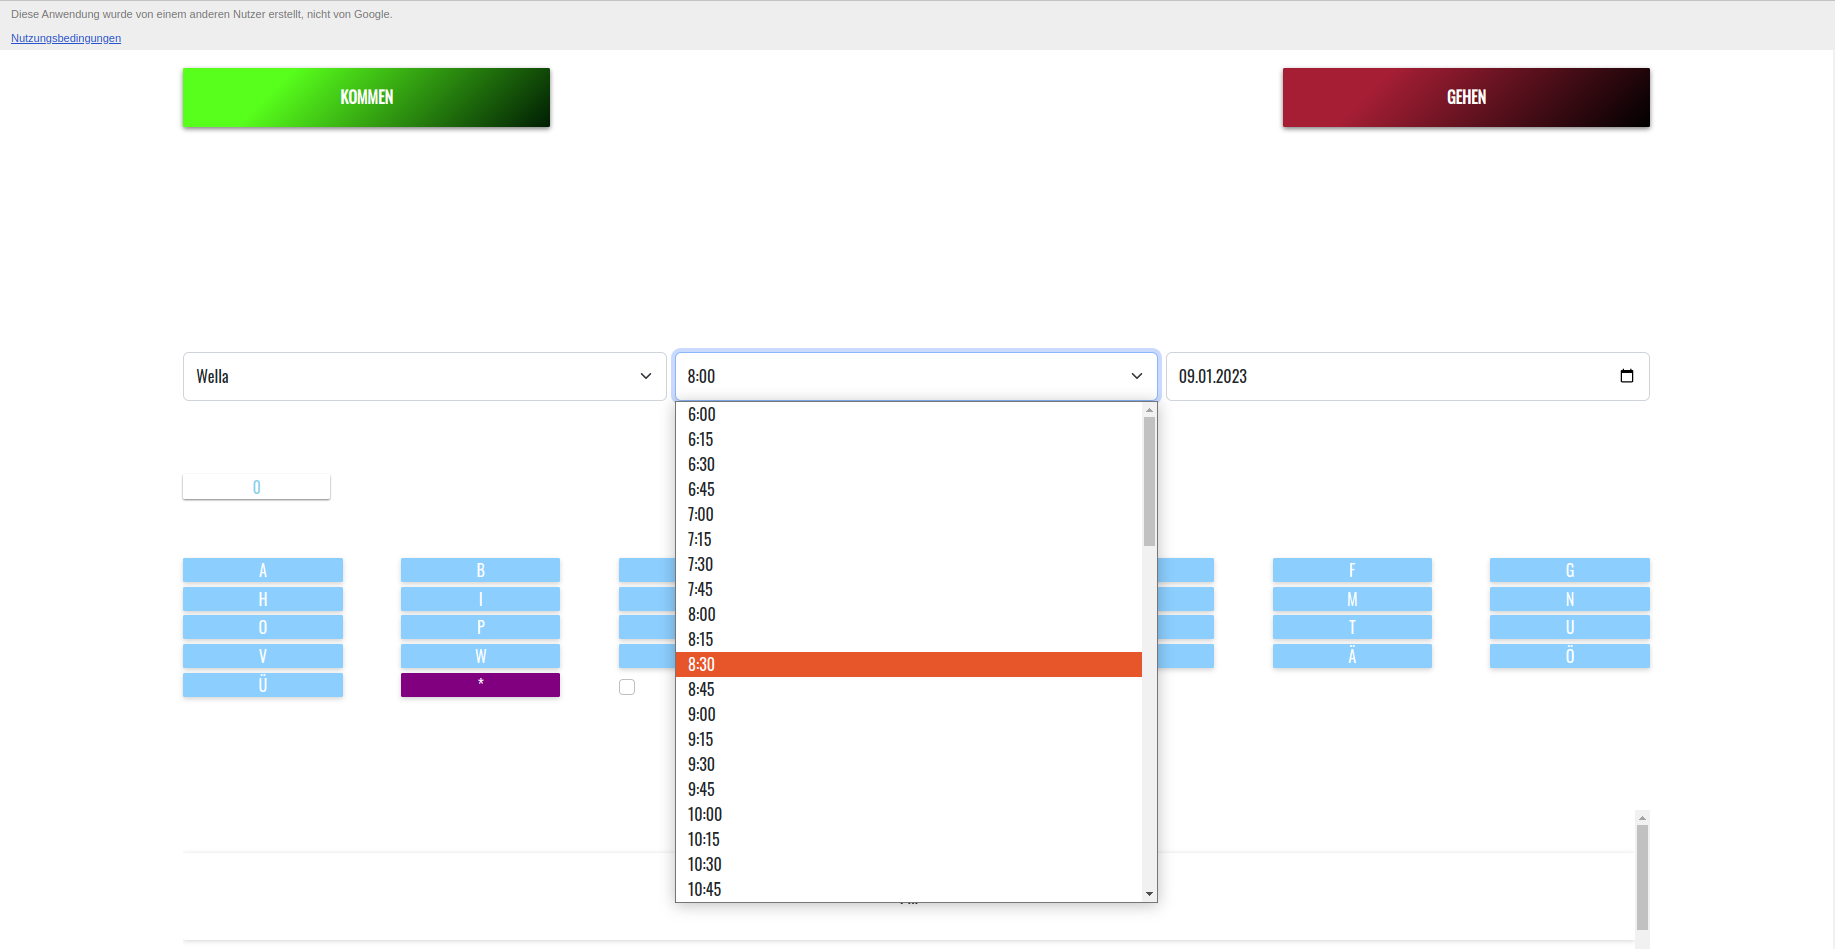 Diese Anwendung wurde von einem anderen Nutzer erstellt, nicht von Google.
Nutzungsbedingungen
KOMMEN
GEHEN
Wella
8:00
09.01.2023
6:00
6:15
6:30
6:45
7:00
7:15
7:30
7:45
8:00
8:15
8:30
8:45
9:00
9:15
9:30
9:45
10:00
10:15
10:30
10:45
0
A B F G
H I M N
O P T U
V W Ä Ö
Ü *